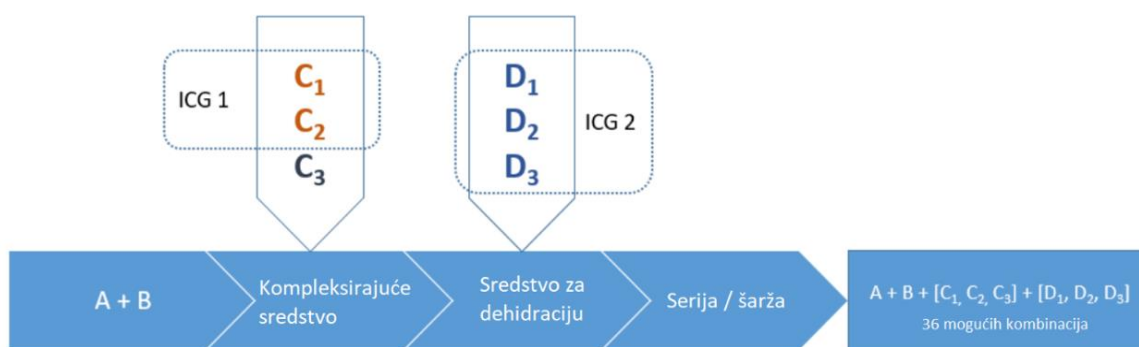 C₁
C₂
C₃
ICG 1
D₁
D₂
D₃
ICG 2
A + B
Kompleksirajuće
sredstvo
Sredstvo za
dehidraciju
Serija / šarža
A + B + [C₁, C₂, C₃] + [D₁, D₂, D₃]
36 mogućih kombinacija